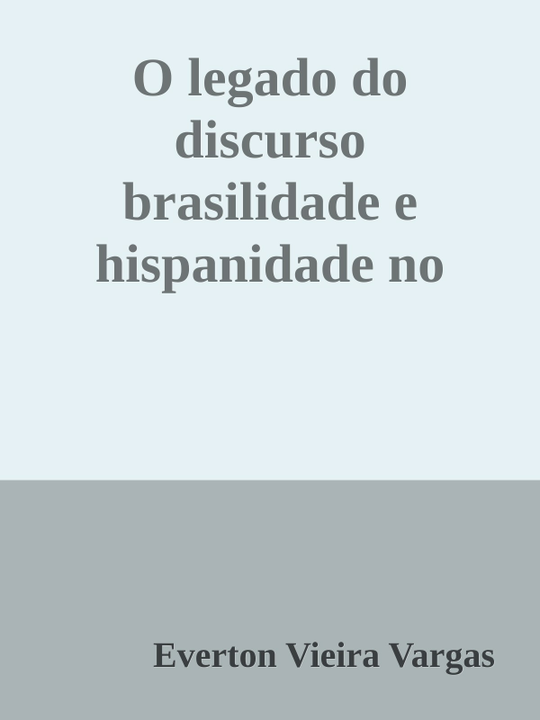 O legado do
discurso
brasilidade e
hispanidade no
Everton Vieira Vargas